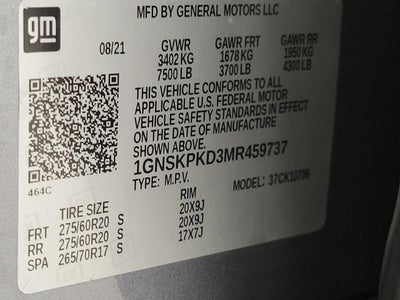 gm
MFD BY GENERAL MOTORS LLC
08/21 GVWR GAWR FRT GAWR RR
3402 KG 1678 KG 1950 KG
7500 LB 3700 LB 4300 LB
THIS VEHICLE CONFORMS TO ALL
APPLICABLE U.S. FEDERAL MOTOR
VEHICLE SAFETY STANDARDS IN EFFECT
ON THE DATE OF MANUFACTURE
SHOWN ABOVE.
1GNSKPKD3MR459737
464C TYPE: M.P.V. MODEL: 37CK10706
TIRE SIZE RIM
FRT 275/60R20 S 20X9J
RR 275/60R20 S 20X9J
SPA 265/70R17 S 17X7J